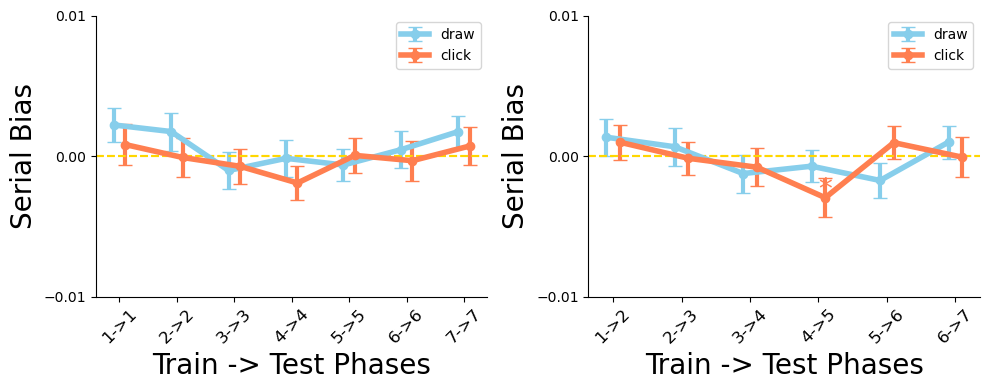 0.01
0.00
−0.01
Serial Bias
draw
click
1->1
2->2
3->3
4->4
5->5
6->6
7->7
Train -> Test Phases
0.01
0.00
−0.01
Serial Bias
draw
click
*
1->2
2->3
3->4
4->5
5->6
6->7
Train -> Test Phases